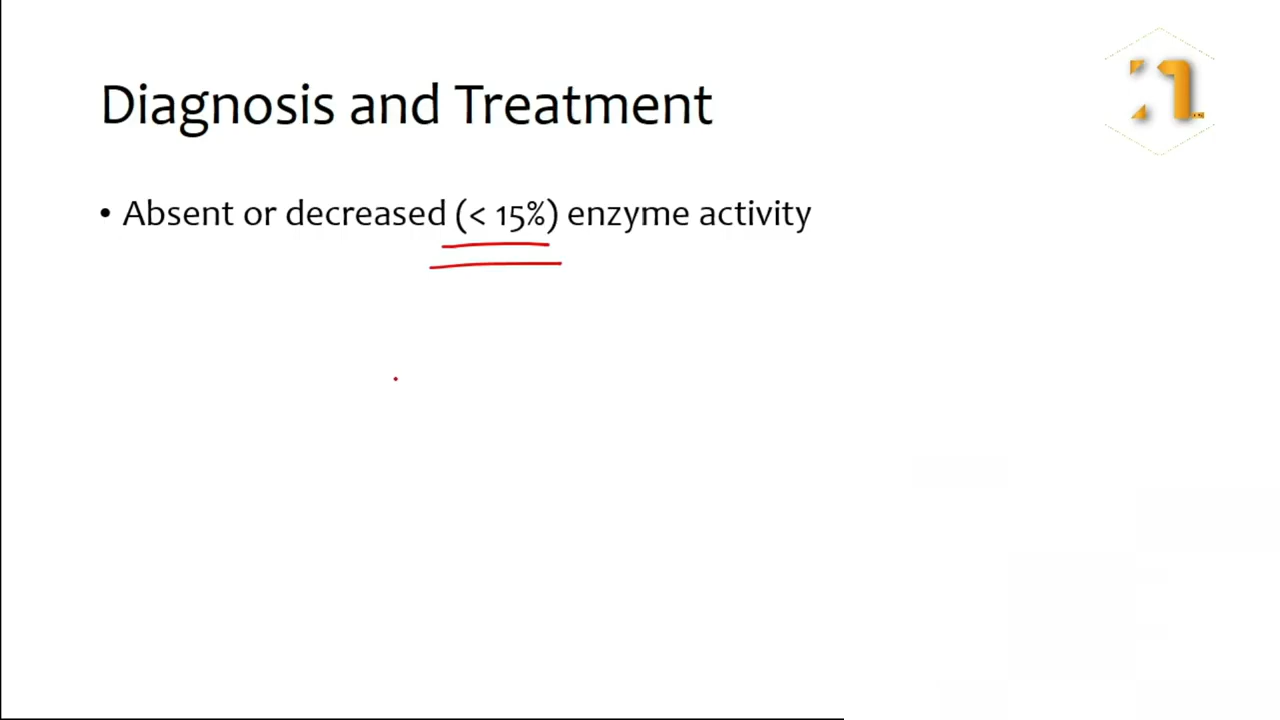 Diagnosis and Treatment
• Absent or decreased (< 15%) enzyme activity